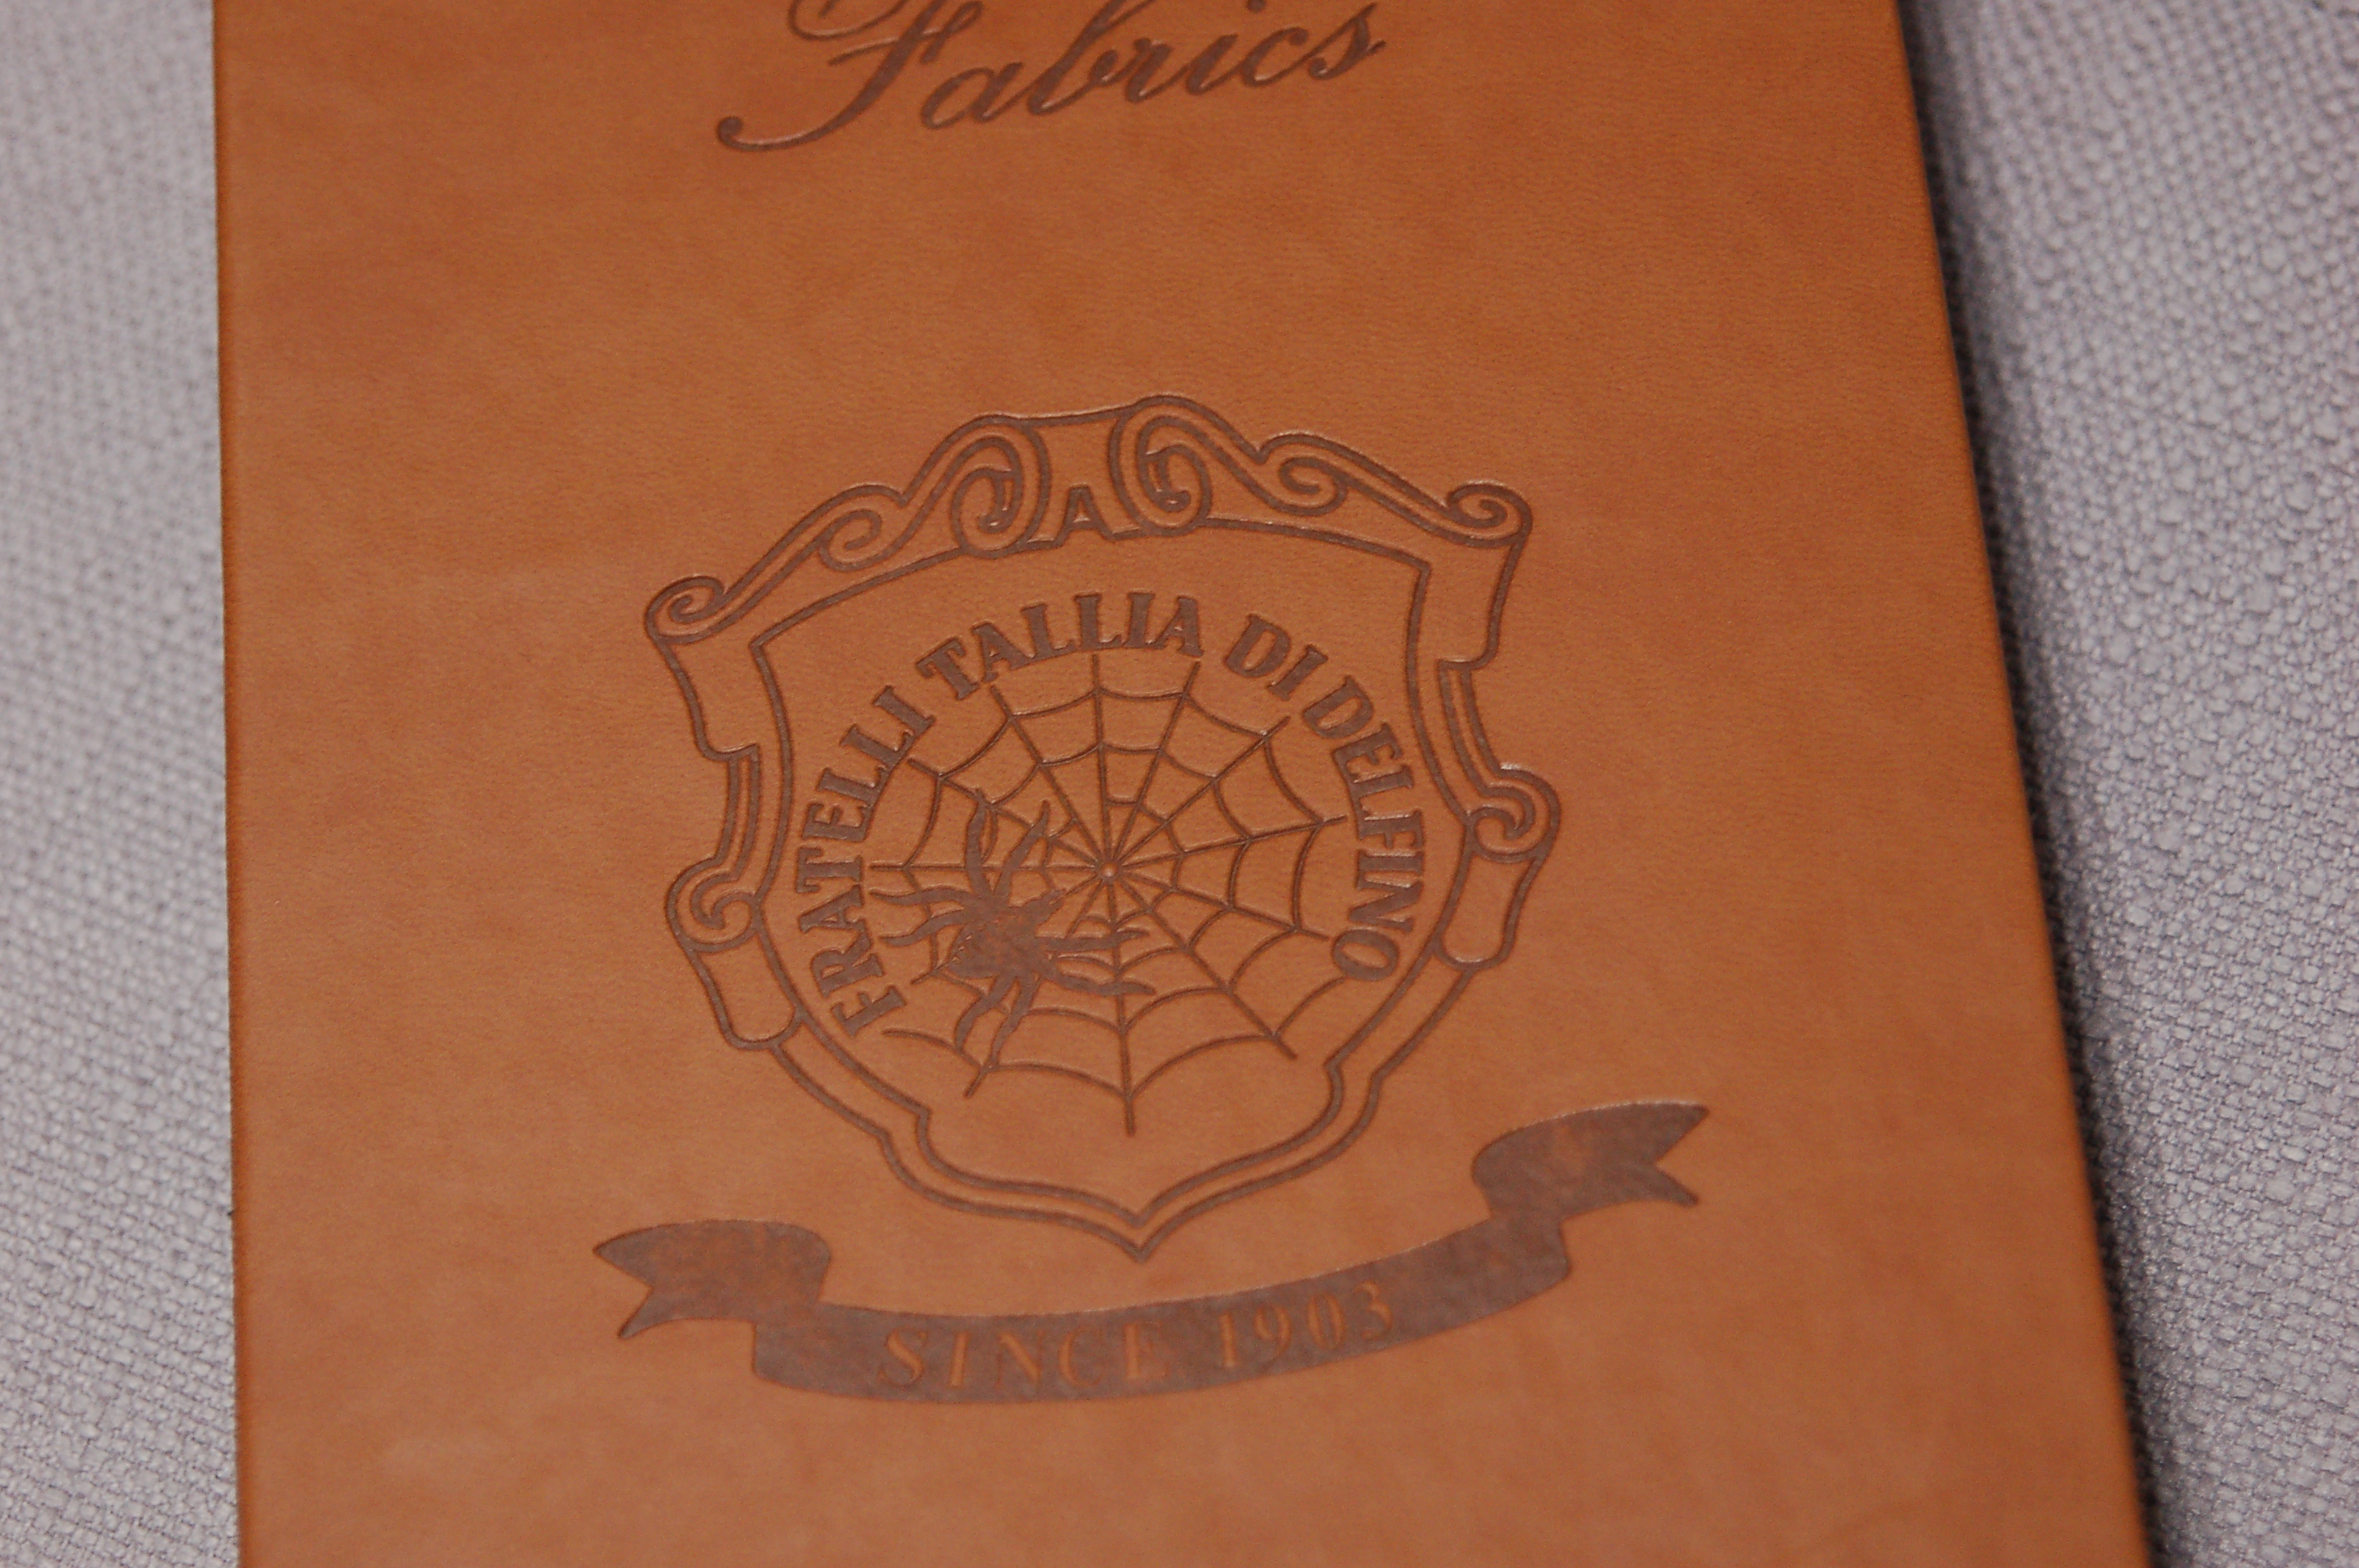 Fabrics
A
FRATELLI TALLIA DI DELFINO
SINCE 1903